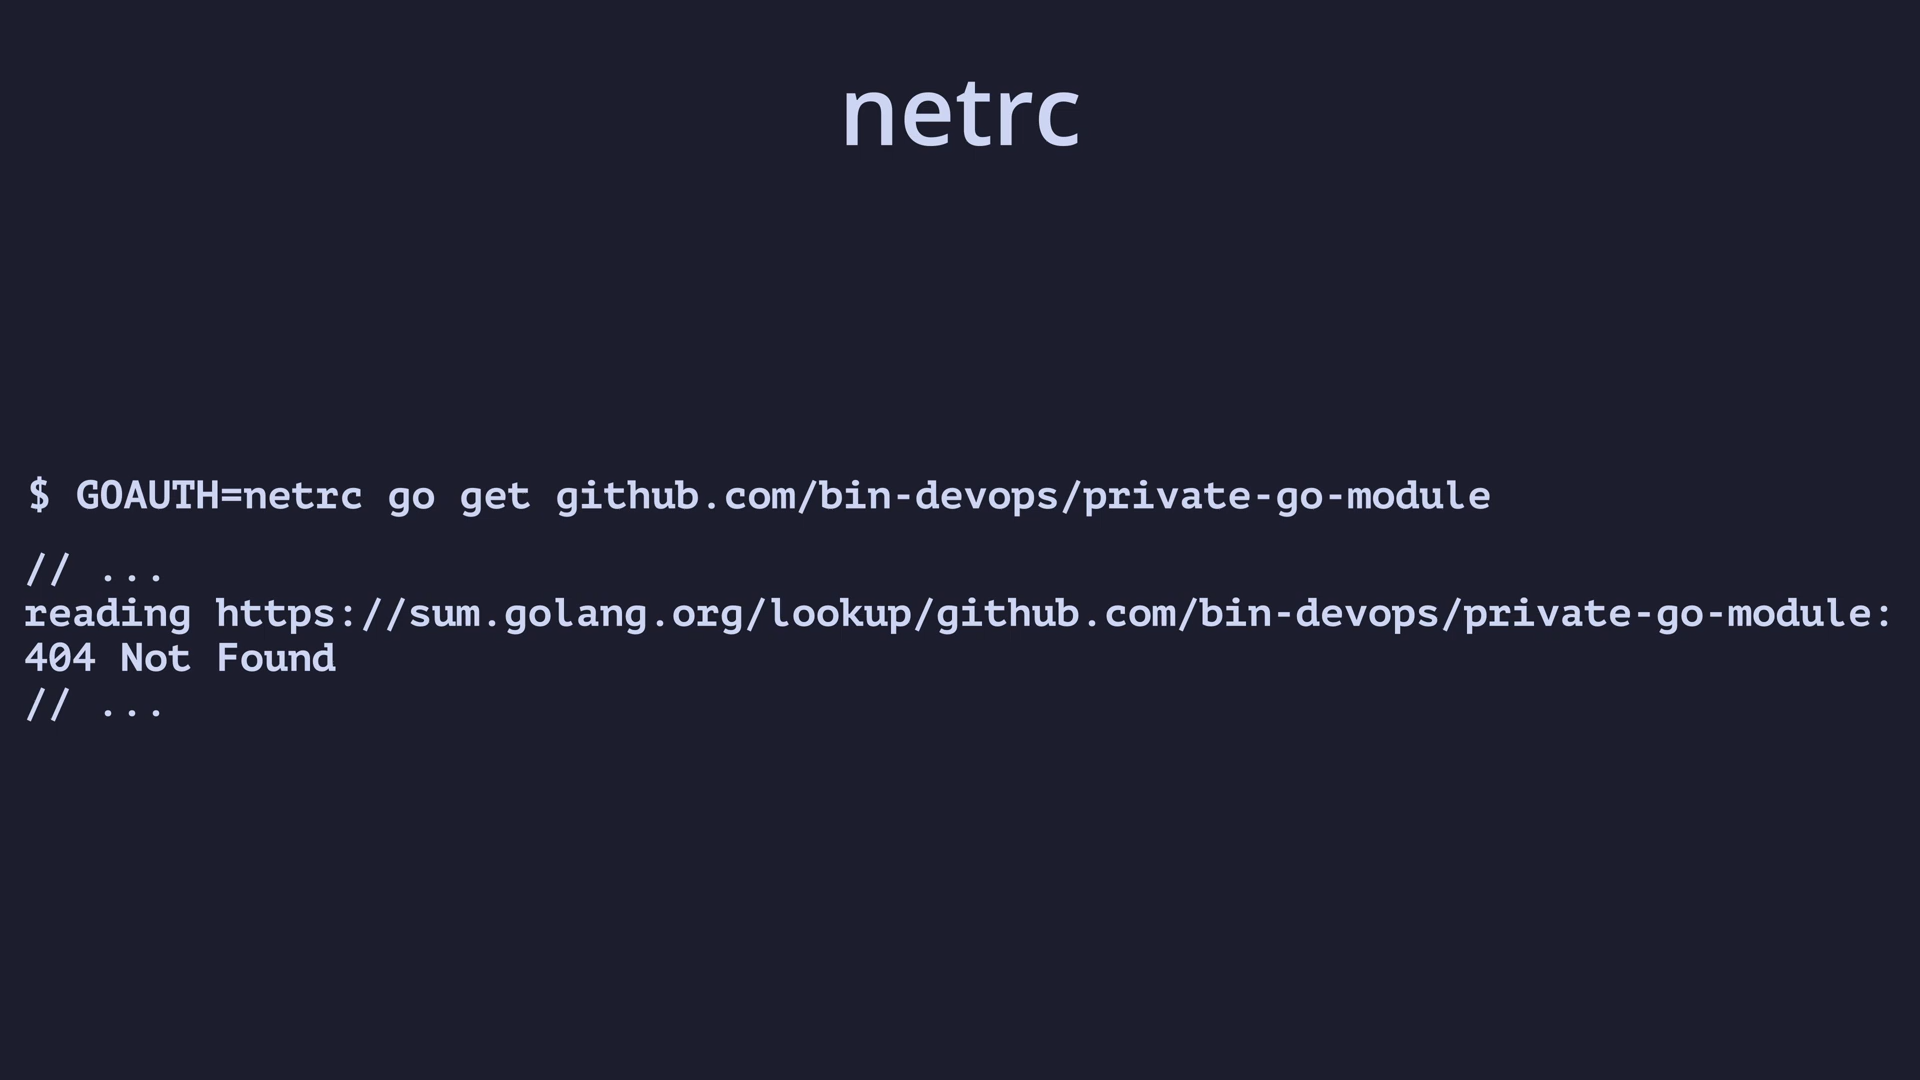 netrc
$ GOAUTH=netrc go get github.com/bin-devops/private-go-module
// ...
reading https://sum.golang.org/lookup/github.com/bin-devops/private-go-module:
404 Not Found
// ...